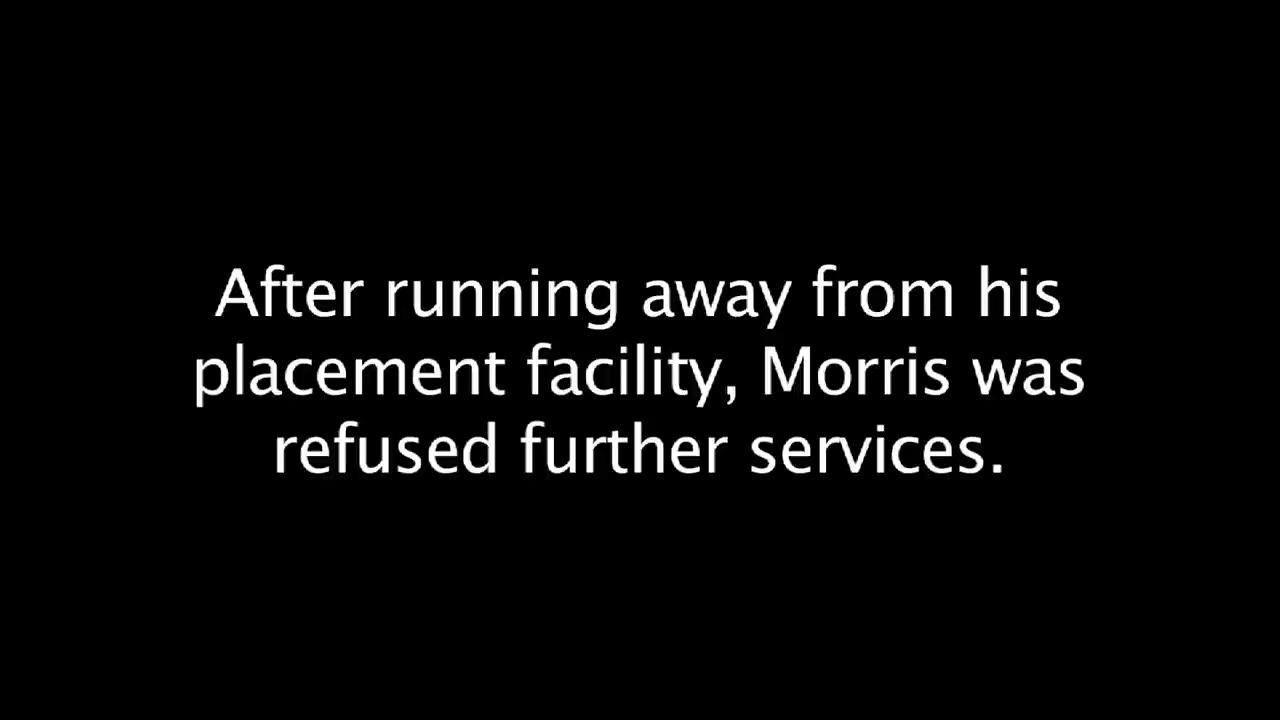 After running away from his
placement facility, Morris was
refused further services.